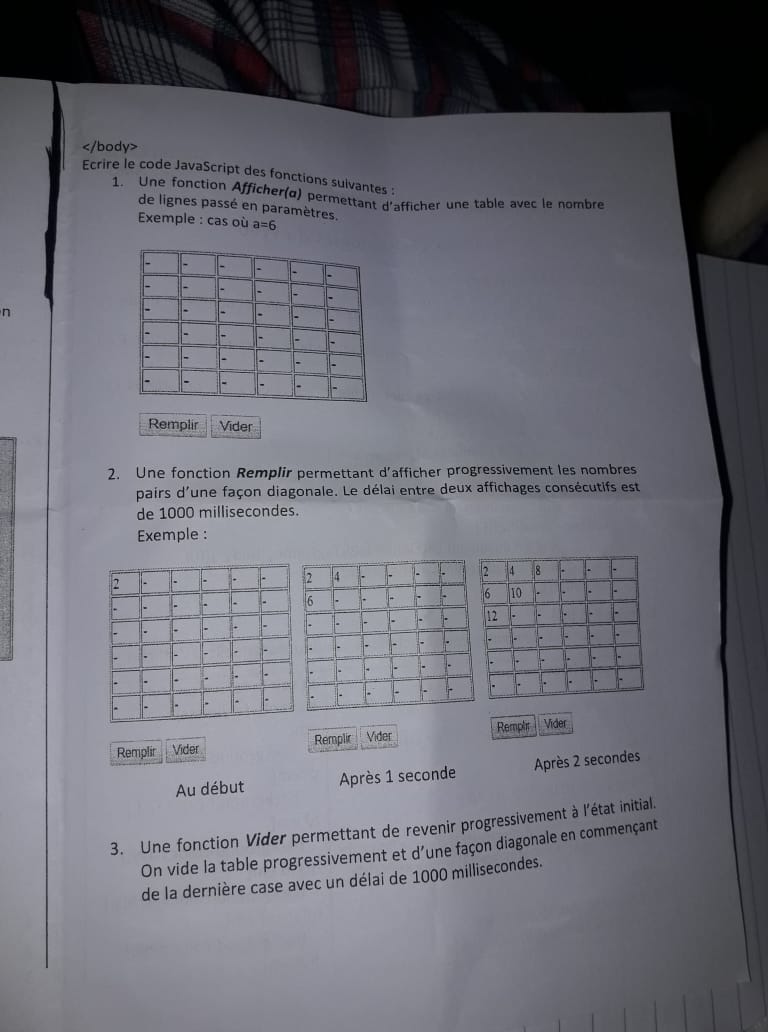 </body>
Ecrire le code JavaScript des fonctions suivantes :
1. Une fonction Afficher(a) permettant d'afficher une table avec le nombre
de lignes passé en paramètres.
Exemple : cas où a=6
- - - - - -
- - - - - -
- - - - - -
- - - - - -
- - - - - -
- - - - - -
Remplir Vider
n
2. Une fonction Remplir permettant d'afficher progressivement les nombres
pairs d'une façon diagonale. Le délai entre deux affichages consécutifs est
de 1000 millisecondes.
Exemple :
2 - - - - -
- - - - - -
- - - - - -
- - - - - -
- - - - - -
- - - - - -
Remplir Vider
Au début
2 4 - - - -
6 - - - - -
- - - - - -
- - - - - -
- - - - - -
- - - - - -
Remplir Vider
Après 1 seconde
2 4 8 - - -
6 10 - - - -
12 - - - - -
- - - - - -
- - - - - -
- - - - - -
Remplir Vider
Après 2 secondes
3. Une fonction Vider permettant de revenir progressivement à l'état initial.
On vide la table progressivement et d'une façon diagonale en commençant
de la dernière case avec un délai de 1000 millisecondes.